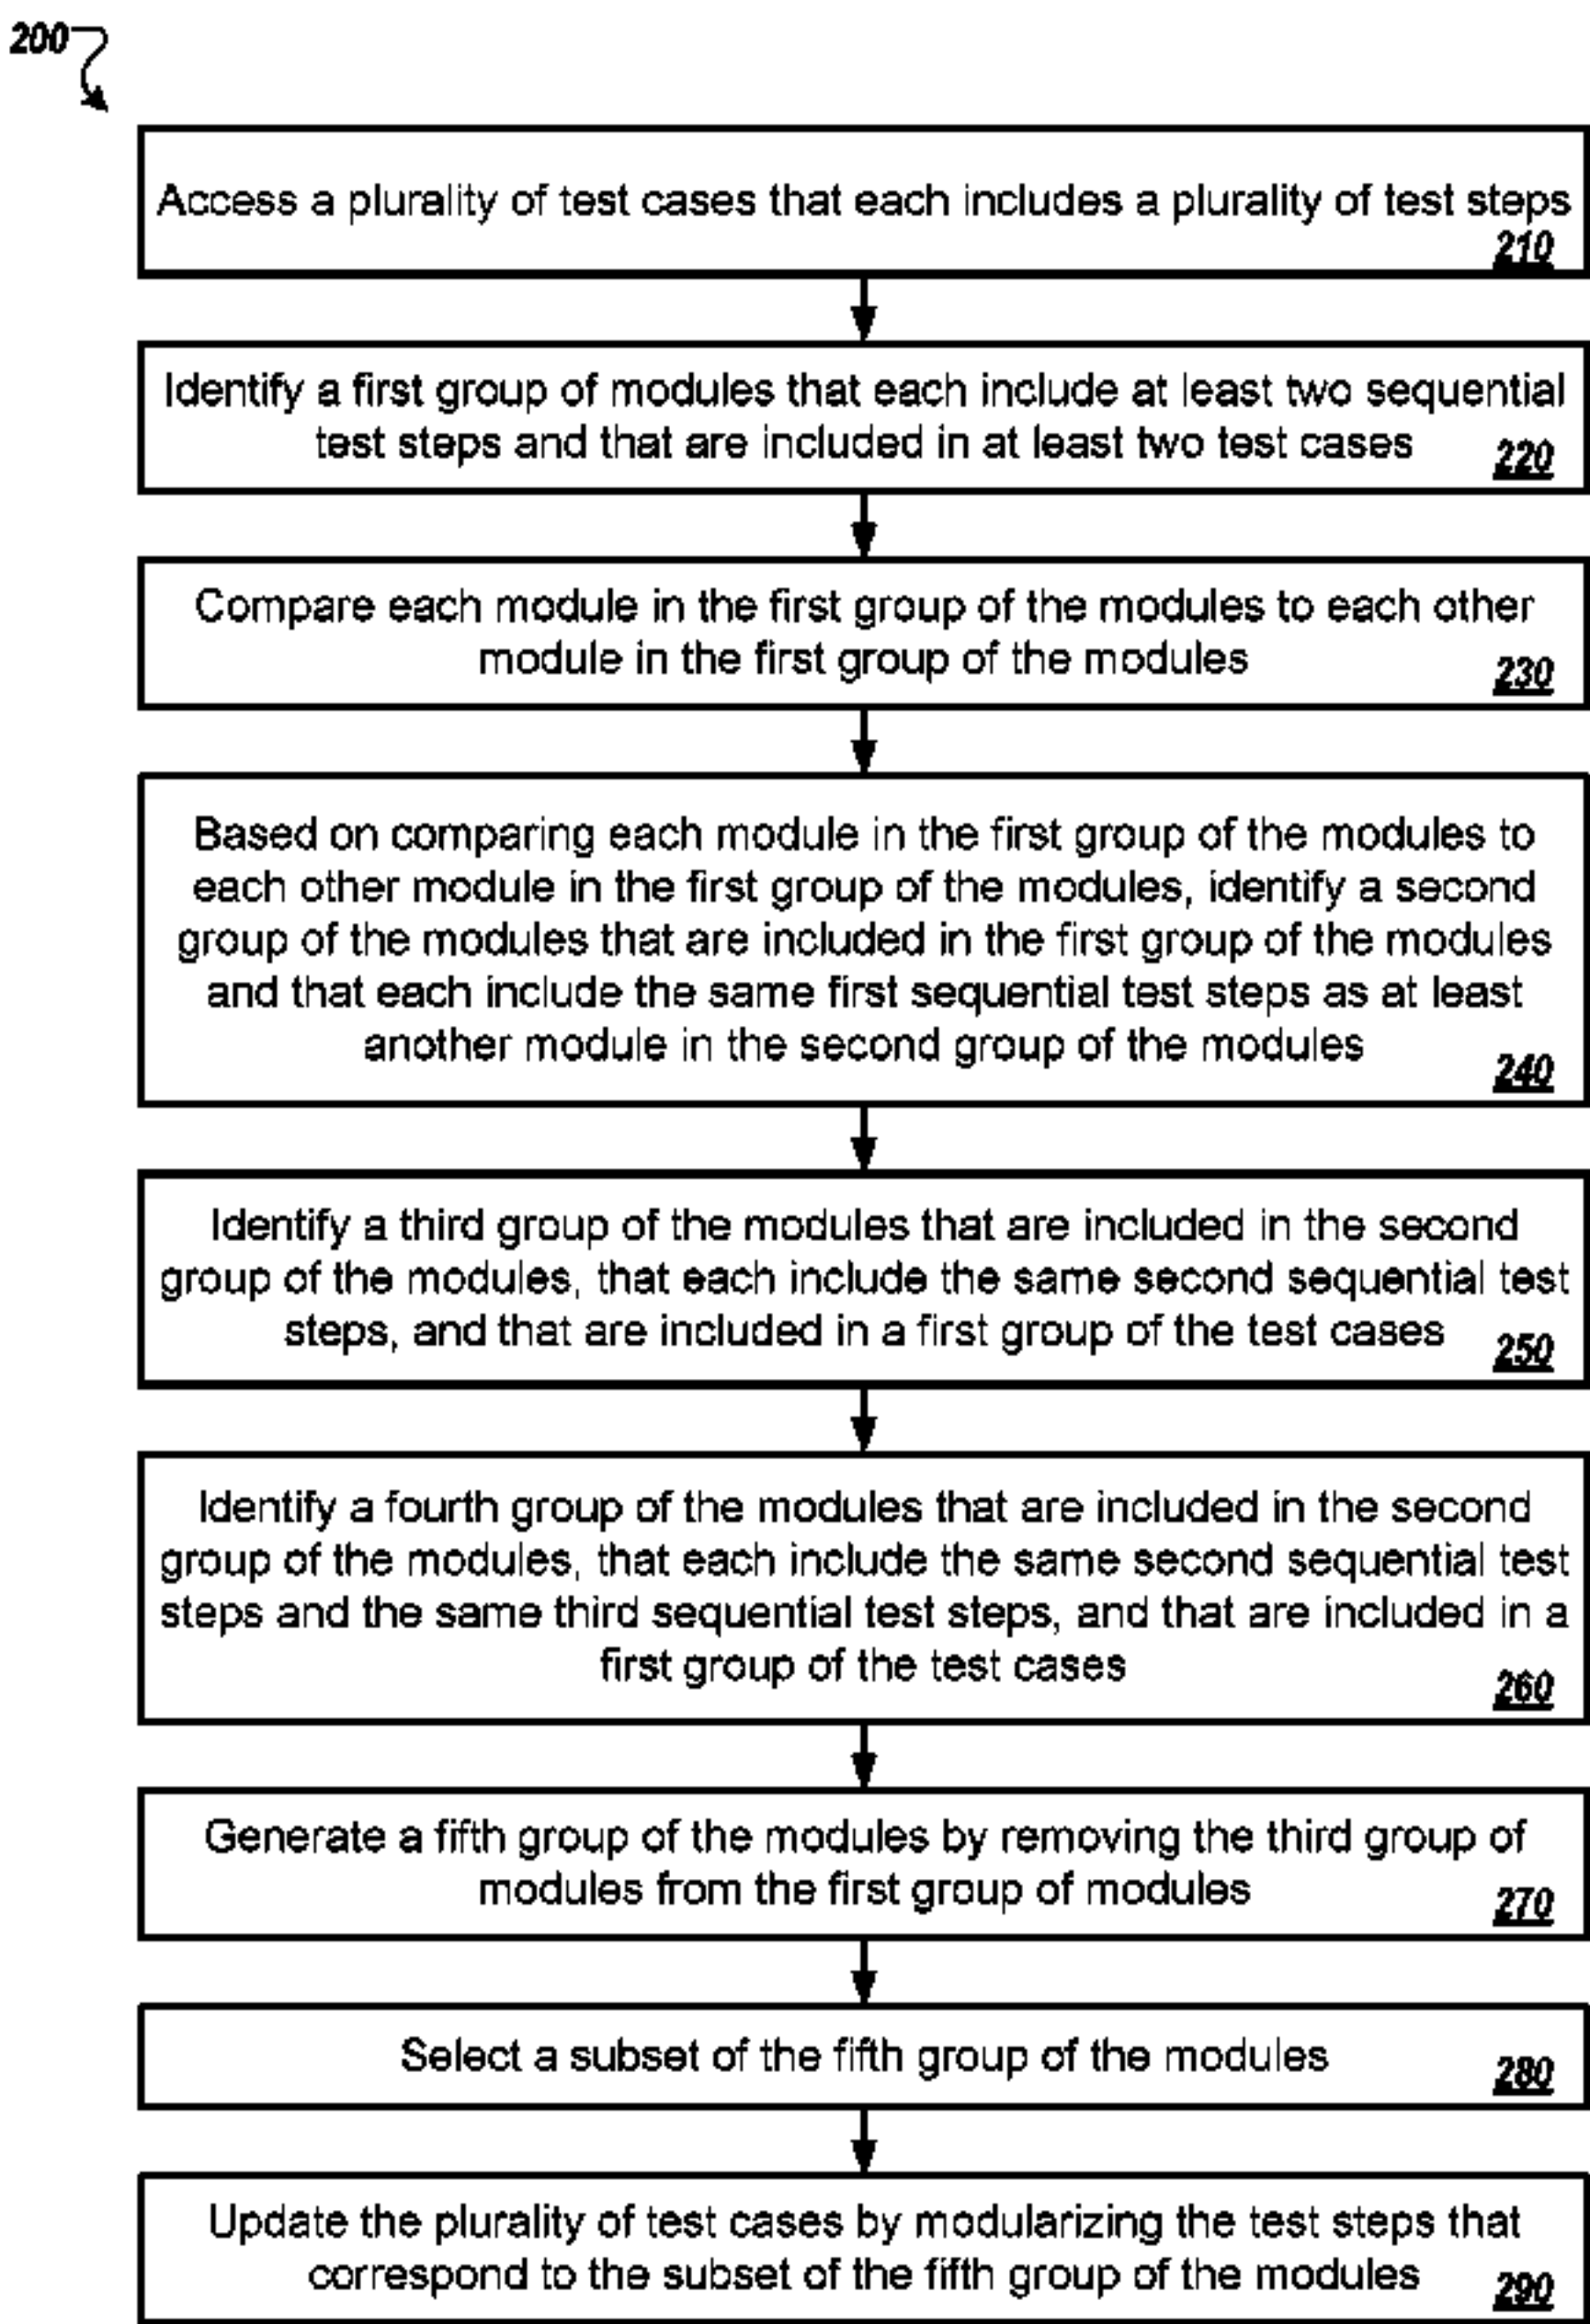 200
Access a plurality of test cases that each includes a plurality of test steps
210
Identify a first group of modules that each include at least two sequential
test steps and that are included in at least two test cases
220
Compare each module in the first group of the modules to each other
module in the first group of the modules
230
Based on comparing each module in the first group of the modules to
each other module in the first group of the modules, identify a second
group of the modules that are included in the first group of the modules
and that each include the same first sequential test steps as at least
another module in the second group of the modules
240
Identify a third group of the modules that are included in the second
group of the modules, that each include the same second sequential test
steps, and that are included in a first group of the test cases
250
Identify a fourth group of the modules that are included in the second
group of the modules, that each include the same second sequential test
steps and the same third sequential test steps, and that are included in a
first group of the test cases
260
Generate a fifth group of the modules by removing the third group of
modules from the first group of modules
270
Select a subset of the fifth group of the modules
280
Update the plurality of test cases by modularizing the test steps that
correspond to the subset of the fifth group of the modules
290